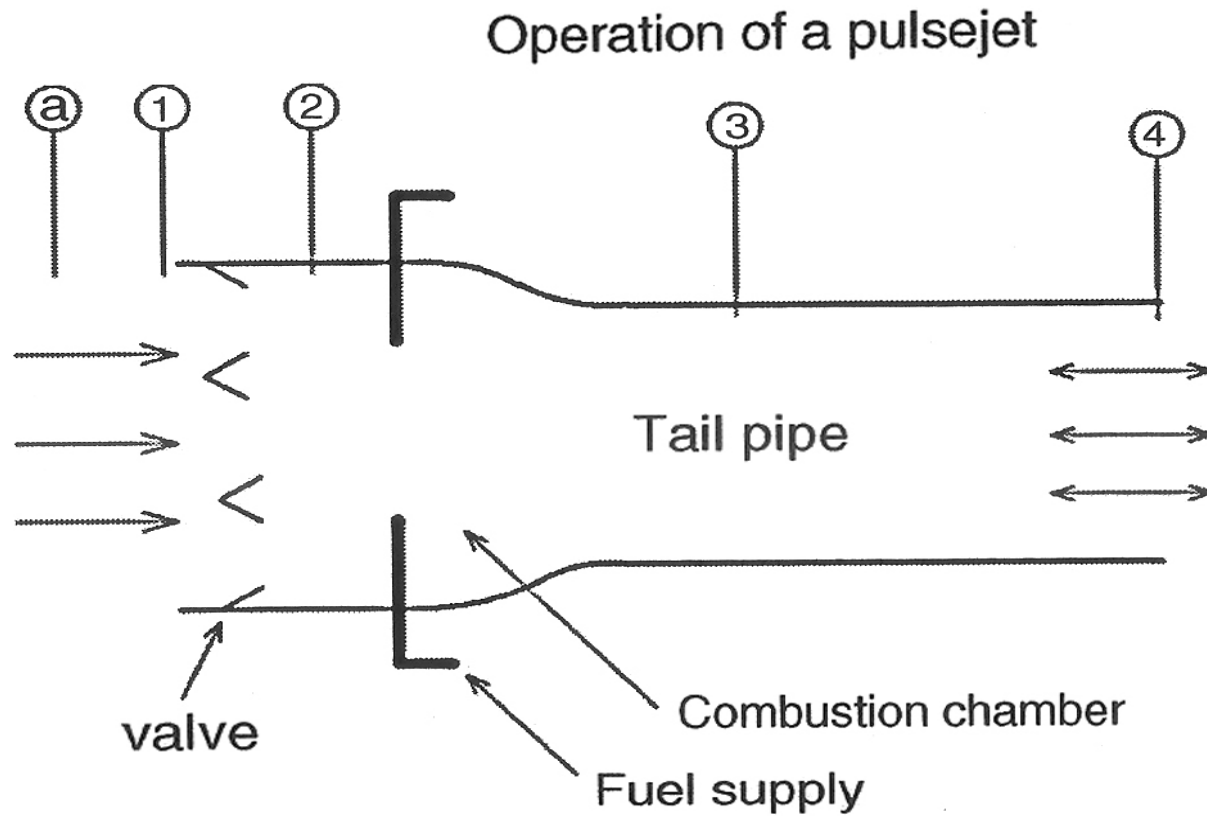 Operation of a pulsejet
a 1 2 3 4
Tail pipe
valve
Combustion chamber
Fuel supply